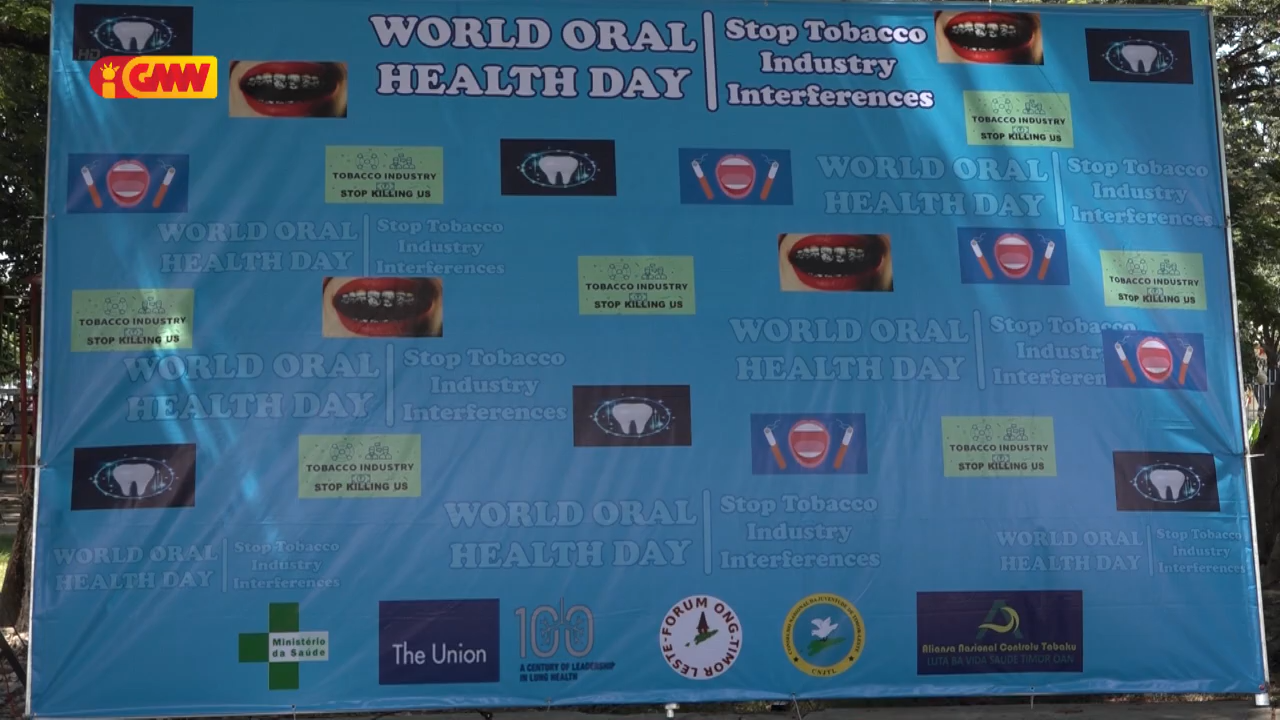 HD
GMW
WORLD ORAL
HEALTH DAY
Stop Tobacco
Industry
Interferences
TOBACCO INDUSTRY
STOP KILLING US
TOBACCO INDUSTRY
STOP KILLING US
WORLD ORAL
HEALTH DAY
Stop Tobacco
Industry
Interferences
WORLD ORAL
HEALTH DAY
Stop Tobacco
Industry
Interferences
TOBACCO INDUSTRY
STOP KILLING US
TOBACCO INDUSTRY
STOP KILLING US
TOBACCO INDUSTRY
STOP KILLING US
WORLD ORAL
HEALTH DAY
Stop Tobacco
Industry
Interferences
WORLD ORAL
HEALTH DAY
Stop Tobacco
Industr
Interferen
TOBACCO INDUSTRY
STOP KILLING US
TOBACCO INDUSTRY
STOP KILLING US
WORLD ORAL
HEALTH DAY
Stop Tobacco
Industry
Interferences
WORLD ORAL
HEALTH DAY
Stop Tobacco
Industry
Interferences
WORLD ORAL
HEALTH DAY
Stop Tobacco
Industry
Interferences
Ministério
da Saúde
The Union
100
A CENTURY OF LEADERSHIP
IN LUNG HEALTH
FORUM ONG-TIMOR LESTE-
CNJTL
Aliansa Nasional Controlu Tabaku
LUTA BA VIDA SAUDE TIMOR OAN